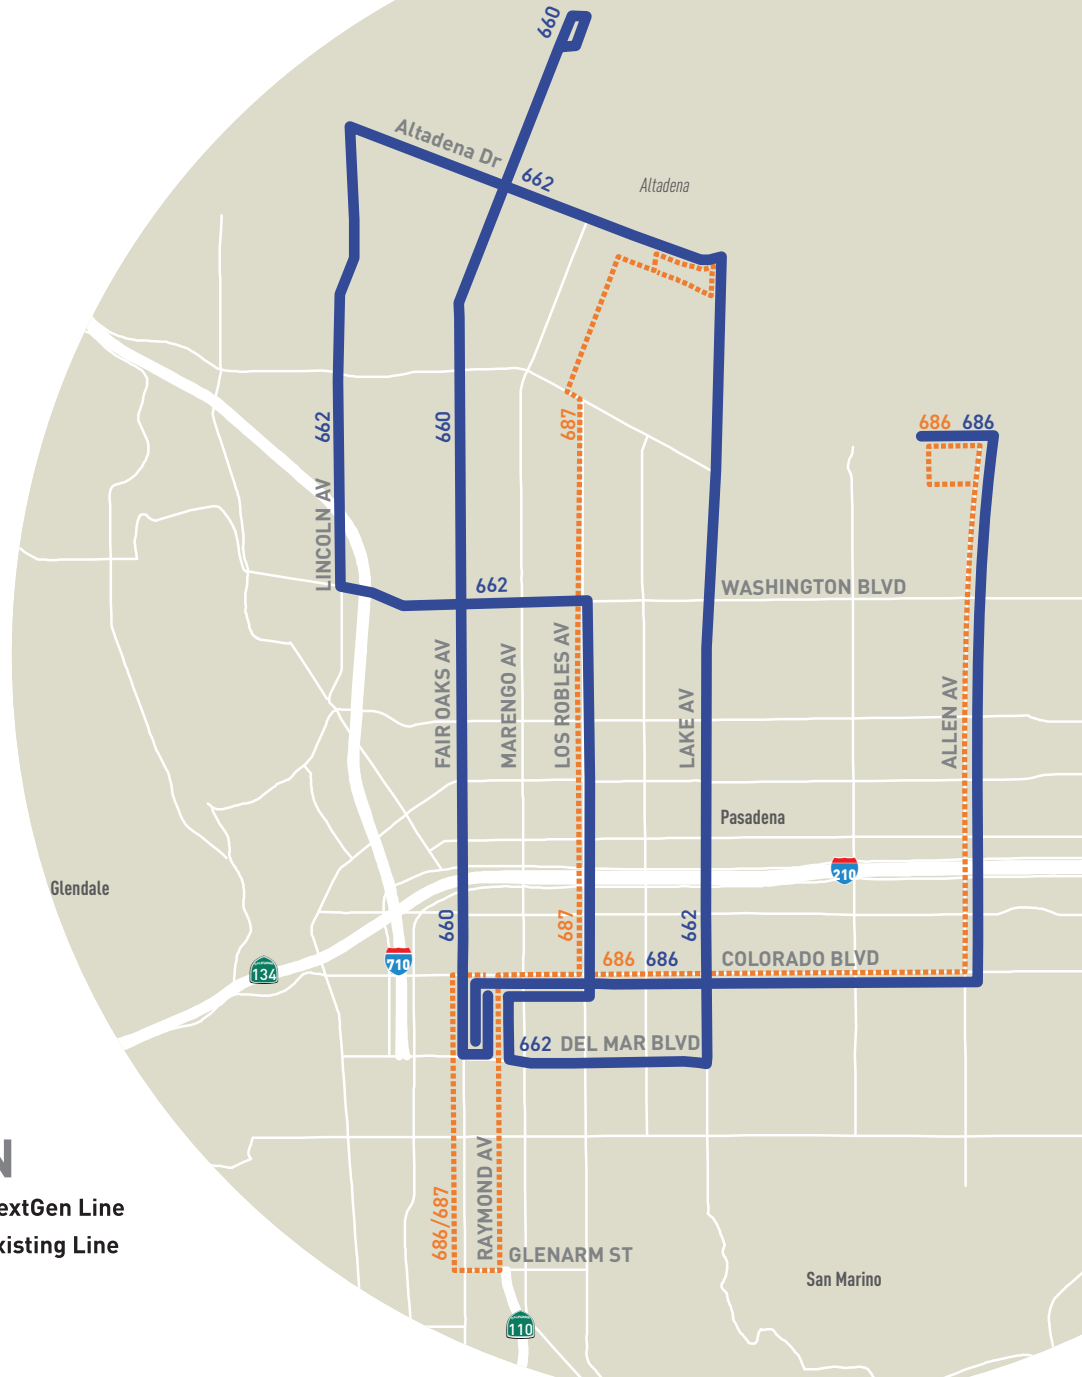 660
Altadena Dr
662
Altadena
662
660
687
686 686
LINCOLN AV
662
WASHINGTON BLVD
FAIR OAKS AV
MARENGO AV
LOS ROBLES AV
LAKE AV
ALLEN AV
Pasadena
210
Glendale
660
687
662
686 686 COLORADO BLVD
134
710
662 DEL MAR BLVD
N
extGen Line
xisting Line
686/687
RAYMOND AV
GLENARM ST
San Marino
110